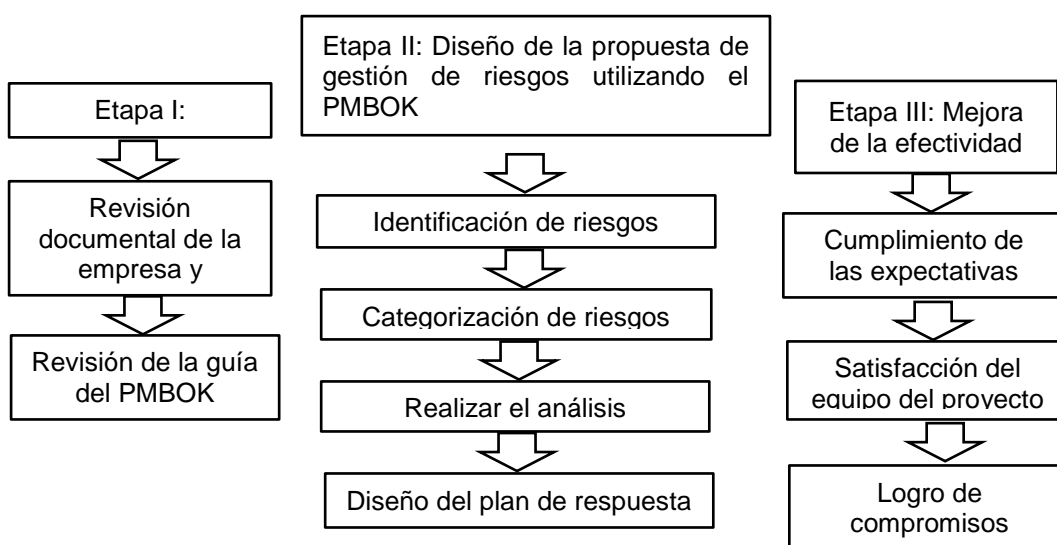 Etapa I:
Revisión
documental de la
empresa y
Revisión de la guía
del PMBOK
Etapa II: Diseño de la propuesta de
gestión de riesgos utilizando el
PMBOK
Identificación de riesgos
Categorización de riesgos
Realizar el análisis
Diseño del plan de respuesta
Etapa III: Mejora
de la efectividad
Cumplimiento de
las expectativas
Satisfacción del
equipo del proyecto
Logro de
compromisos